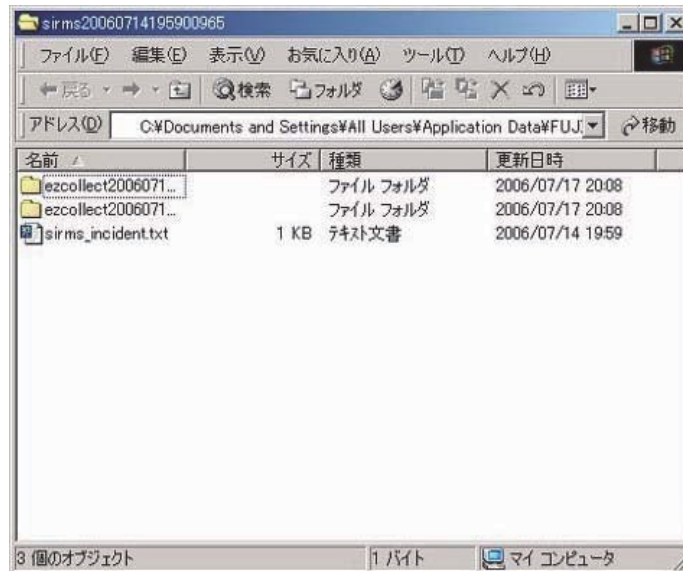 sirms20060714195900965
ファイル(F) 編集(E) 表示(V) お気に入り(A) ツール(T) ヘルプ(H)
戻る 検索 フォルダ
アドレス(D) C:¥Documents and Settings¥All Users¥Application Data¥FUJ: 移動
名前 サイズ 種類 更新日時
ezcollect2006071... ファイル フォルダ 2006/07/17 20:08
ezcollect2006071... ファイル フォルダ 2006/07/17 20:08
sirms_incident.txt 1 KB テキスト文書 2006/07/14 19:59
3 個のオブジェクト 1 バイト マイ コンピュータ